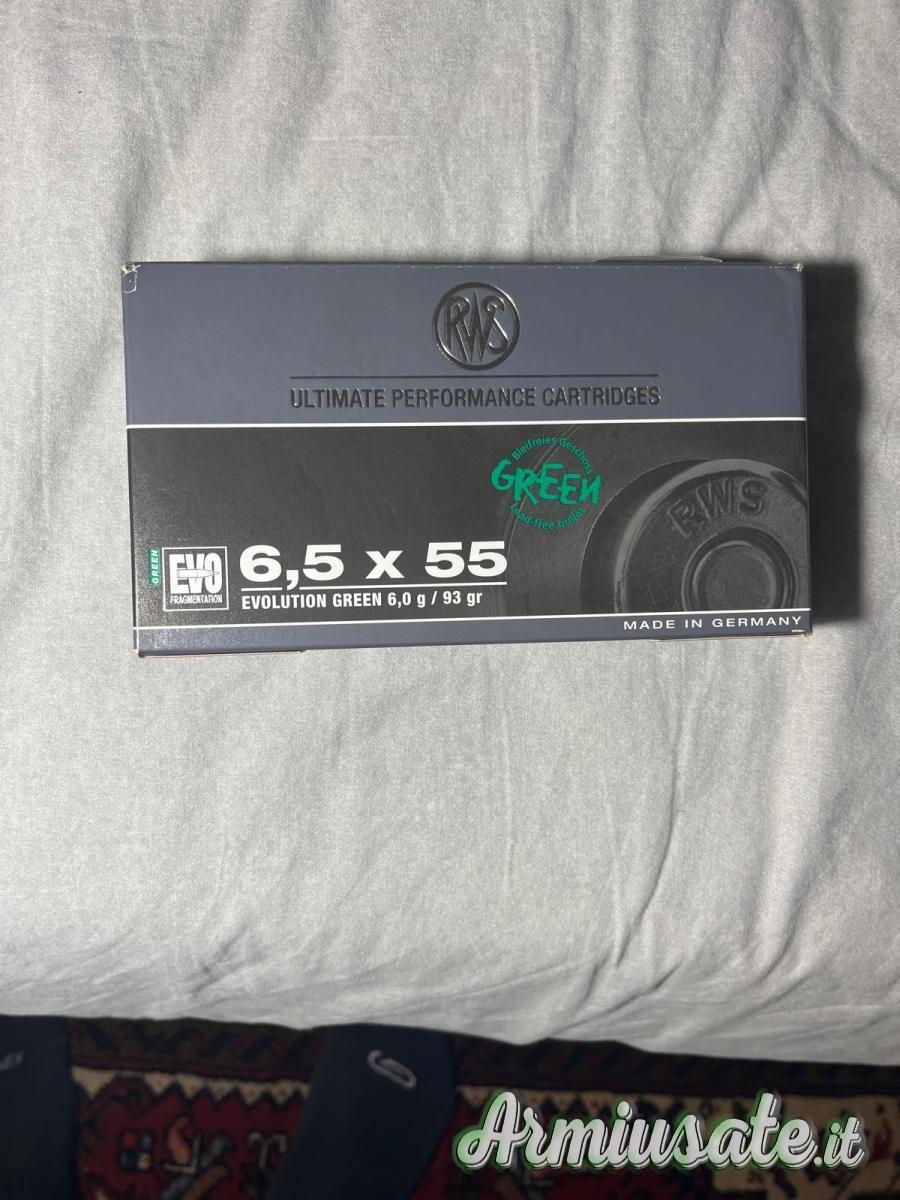 RWS
ULTIMATE PERFORMANCE CARTRIDGES
Bleifreies Geschoss
GREEN
Lead-free bullet
RWS
GREEN
EVO
FRAGMENTATION
6,5 x 55
EVOLUTION GREEN 6,0 g / 93 gr
MADE IN GERMANY
Armiusate.it